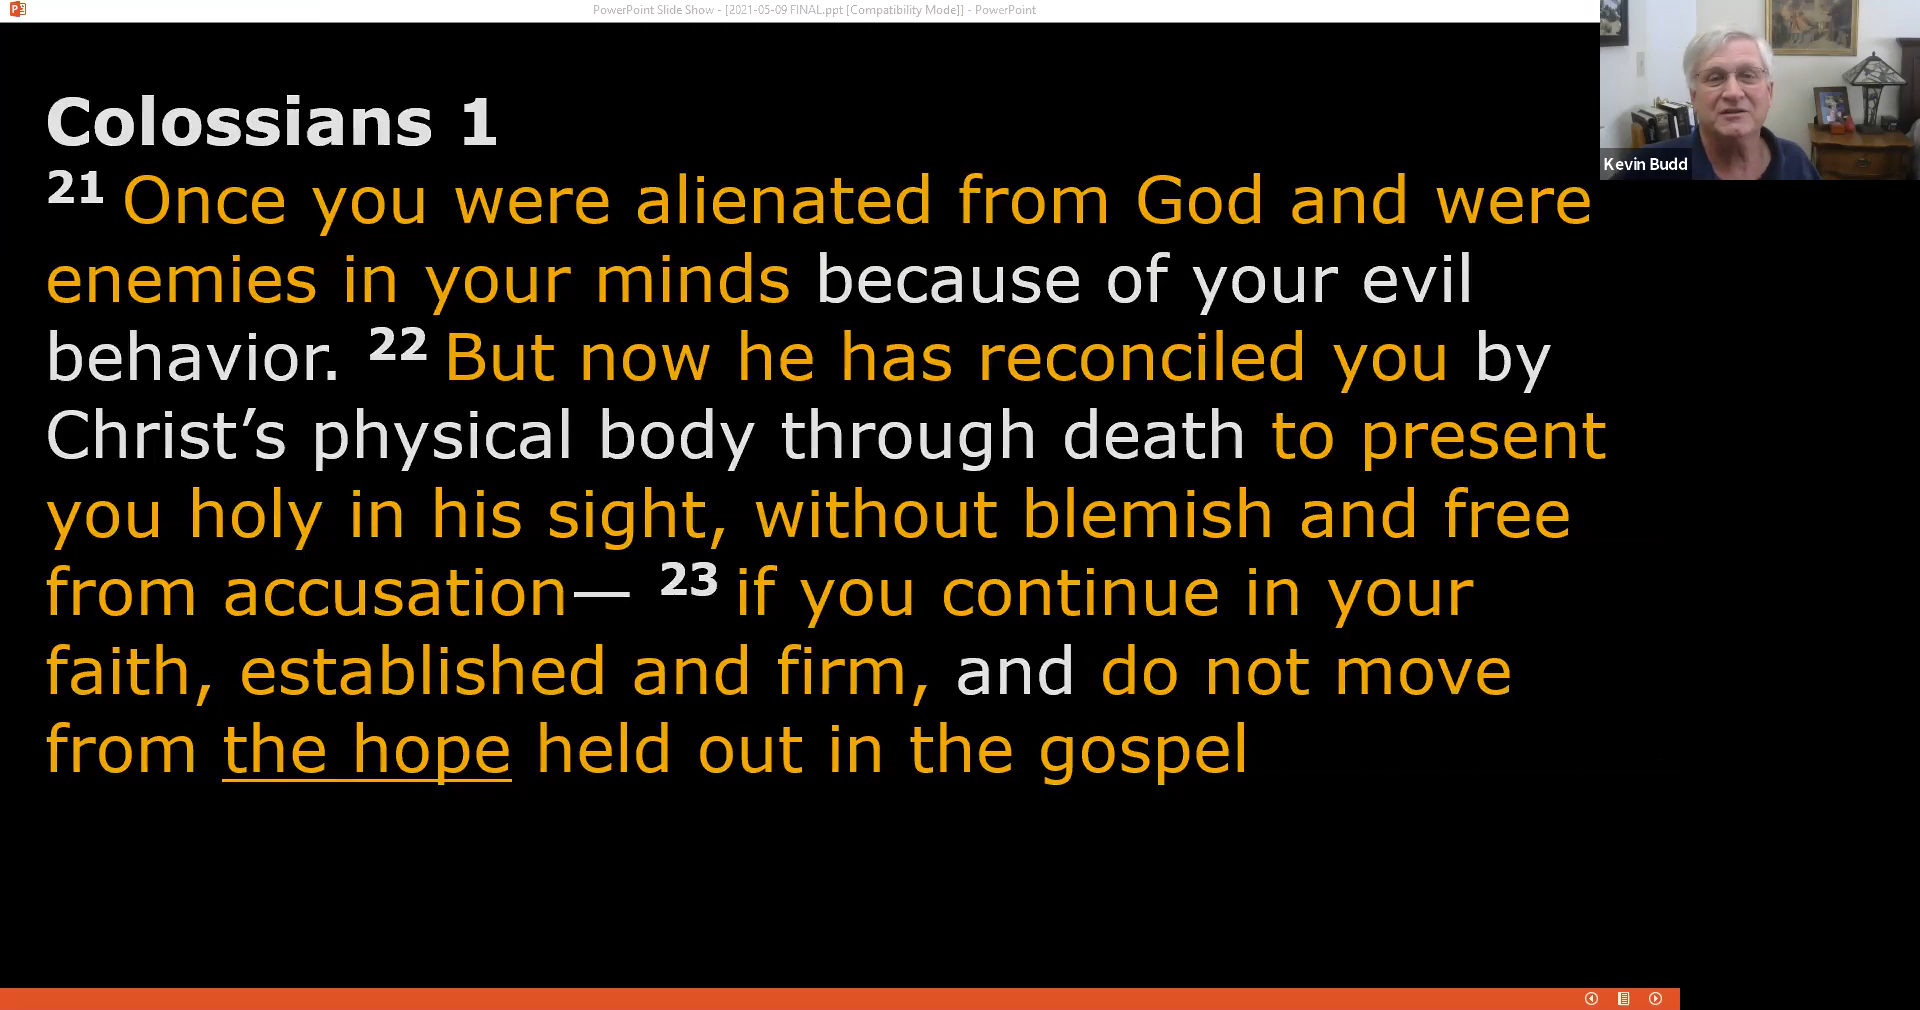 PowerPoint Slide Show - [2021-05-09 FINAL.ppt [Compatibility Mode]] - PowerPoint
Colossians 1
21 Once you were alienated from God and were
enemies in your minds because of your evil
behavior. 22 But now he has reconciled you by
Christ’s physical body through death to present
you holy in his sight, without blemish and free
from accusation— 23 if you continue in your
faith, established and firm, and do not move
from the hope held out in the gospel
Kevin Budd